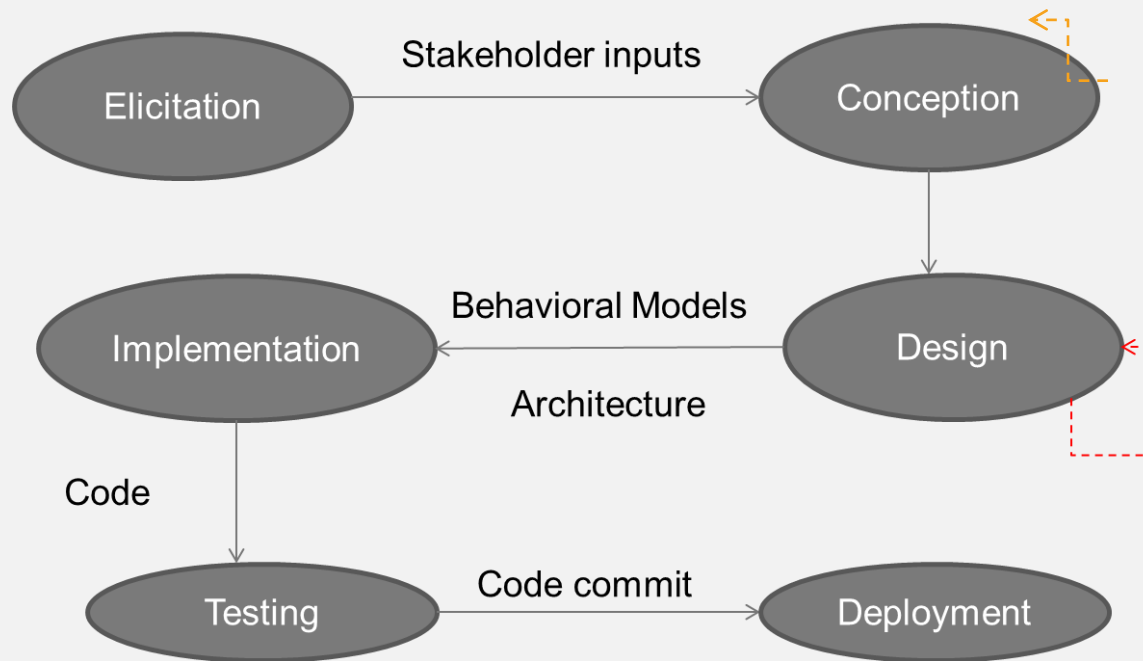 Stakeholder inputs
Elicitation
Conception
Behavioral Models
Implementation
Design
Architecture
Code
Code commit
Testing
Deployment